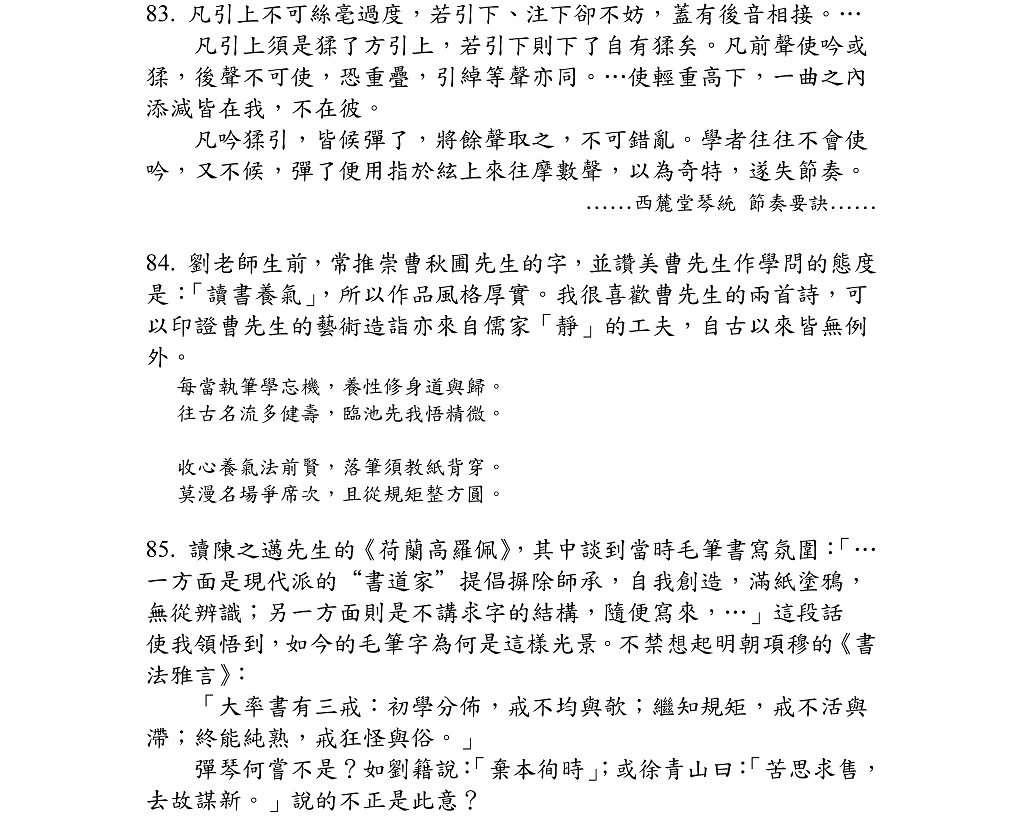 83. 凡引上不可絲毫過度，若引下、注下卻不妨，蓋有後音相接。…
凡引上須是猱了方引上，若引下則下了自有猱矣。凡前聲使吟或
猱，後聲不可使，恐重疊，引綽等聲亦同。…使輕重高下，一曲之內
添減皆在我，不在彼。
凡吟猱引，皆候彈了，將餘聲取之，不可錯亂。學者往往不會使
吟，又不候，彈了便用指於絃上來往摩數聲，以為奇特，遂失節奏。
……西麓堂琴統 節奏要訣……
84. 劉老師生前，常推崇曹秋圃先生的字，並讚美曹先生作學問的態度
是：「讀書養氣」，所以作品風格厚實。我很喜歡曹先生的兩首詩，可
以印證曹先生的藝術造詣亦來自儒家「靜」的工夫，自古以來皆無例
外。
每當執筆學忘機，養性修身道與歸。
往古名流多健壽，臨池先我悟精微。
收心養氣法前賢，落筆須教紙背穿。
莫漫名場爭席次，且從規矩整方圓。
85. 讀陳之邁先生的《荷蘭高羅佩》，其中談到當時毛筆書寫氛圍：「…
一方面是現代派的“書道家”提倡摒除師承，自我創造，滿紙塗鴉，
無從辨識；另一方面則是不講求字的結構，隨便寫來，…」這段話
使我領悟到，如今的毛筆字為何是這樣光景。不禁想起明朝項穆的《書
法雅言》：
「大率書有三戒：初學分佈，戒不均與欹；繼知規矩，戒不活與
滯；終能純熟，戒狂怪與俗。」
彈琴何嘗不是？如劉籍說：「棄本徇時」；或徐青山曰：「苦思求售，
去故謀新。」說的不正是此意？